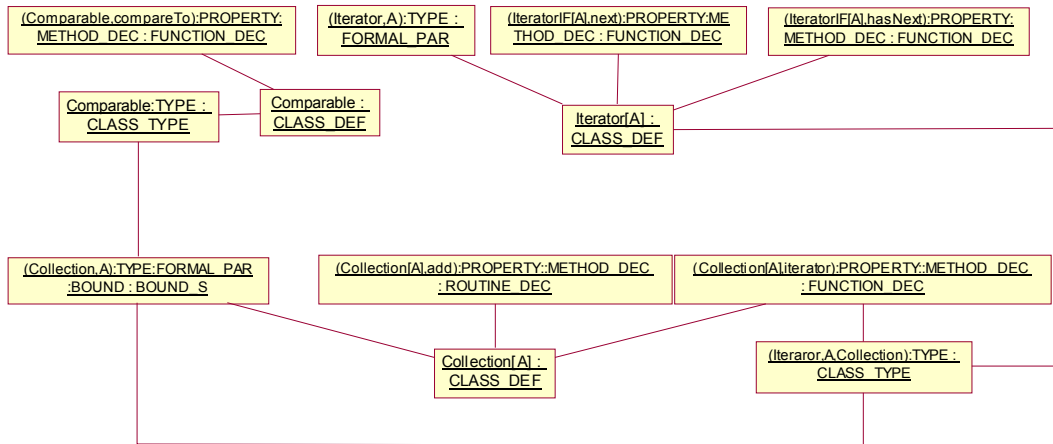 (Comparable,compareTo):PROPERTY:
METHOD_DEC : FUNCTION_DEC
(Iterator,A):TYPE :
FORMAL_PAR
(IteratorIF[A],next):PROPERTY:ME
THOD_DEC : FUNCTION_DEC
(IteratorIF[A],hasNext):PROPERTY:
METHOD_DEC : FUNCTION_DEC
Comparable:TYPE :
CLASS_TYPE
Comparable :
CLASS_DEF
Iterator[A] :
CLASS_DEF
(Collection,A):TYPE:FORMAL_PAR
:BOUND : BOUND_S
(Collection[A],add):PROPERTY::METHOD_DEC
: ROUTINE_DEC
(Collection[A],iterator):PROPERTY::METHOD_DEC
: FUNCTION_DEC
Collection[A] :
CLASS_DEF
(Iteraror,A,Collection):TYPE :
CLASS_TYPE